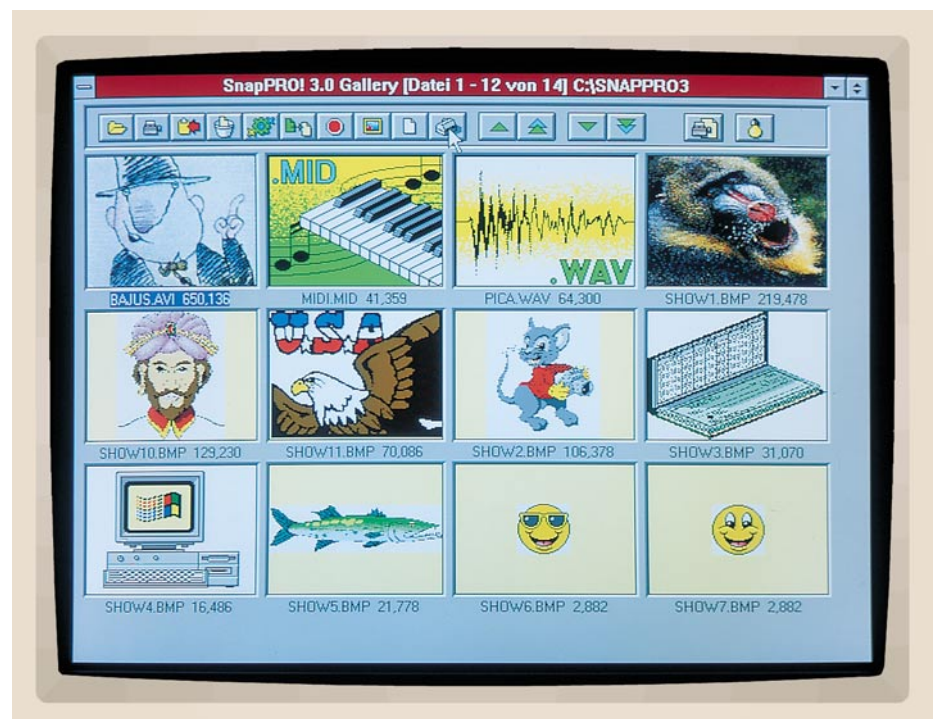 SnapPRO! 3.0 Gallery [Datei 1 - 12 von 14] C:\SNAPPRO3
.MID
.WAV
BAJUS.AVI 650,136
MIDI.MID 41,359
PICA.WAV 64,300
SHOW1.BMP 219,478
U.S.A
SHOW10.BMP 129,230
SHOW11.BMP 70,086
SHOW2.BMP 106,378
SHOW3.BMP 31,070
SHOW4.BMP 16,486
SHOW5.BMP 21,778
SHOW6.BMP 2,882
SHOW7.BMP 2,882